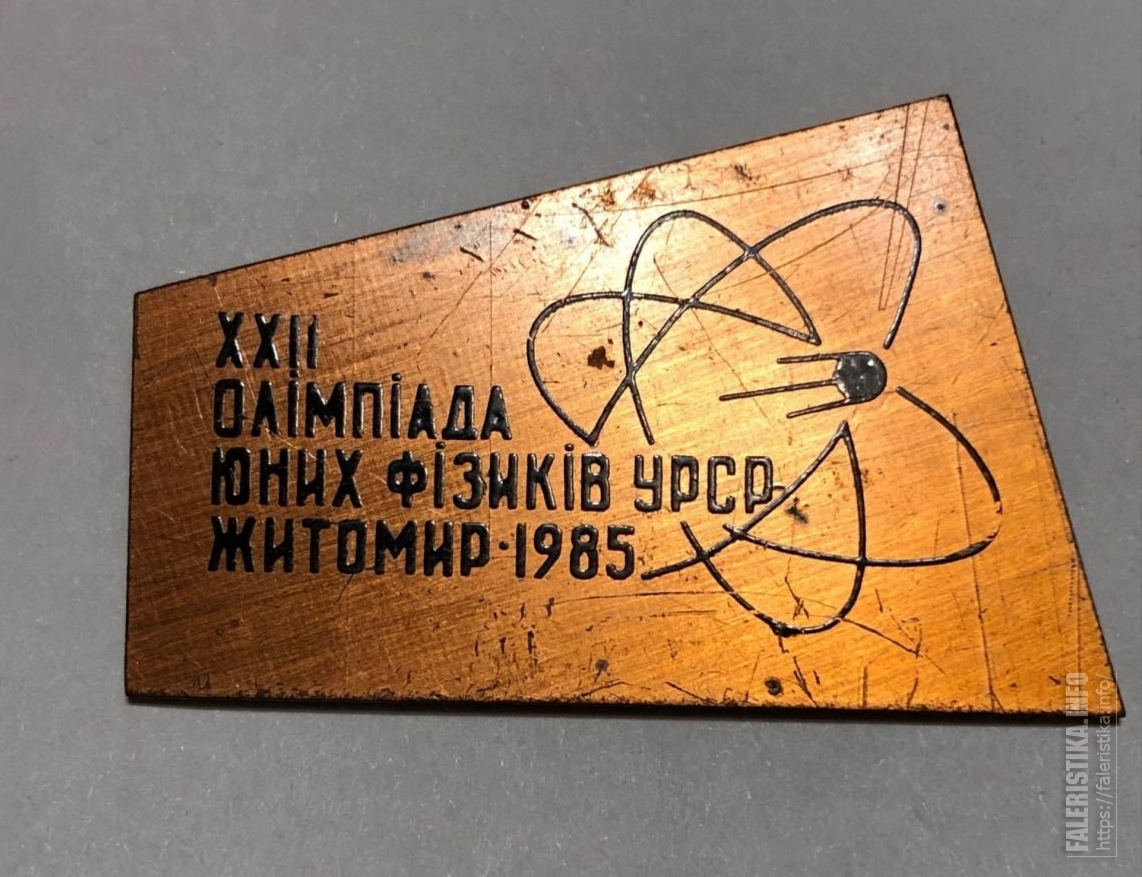 XXII
ОЛІМПІАДА
ЮНИХ ФІЗИКІВ УРСР
ЖИТОМИР·1985
FALERISTIKA.INFO
https://faleristika.info/